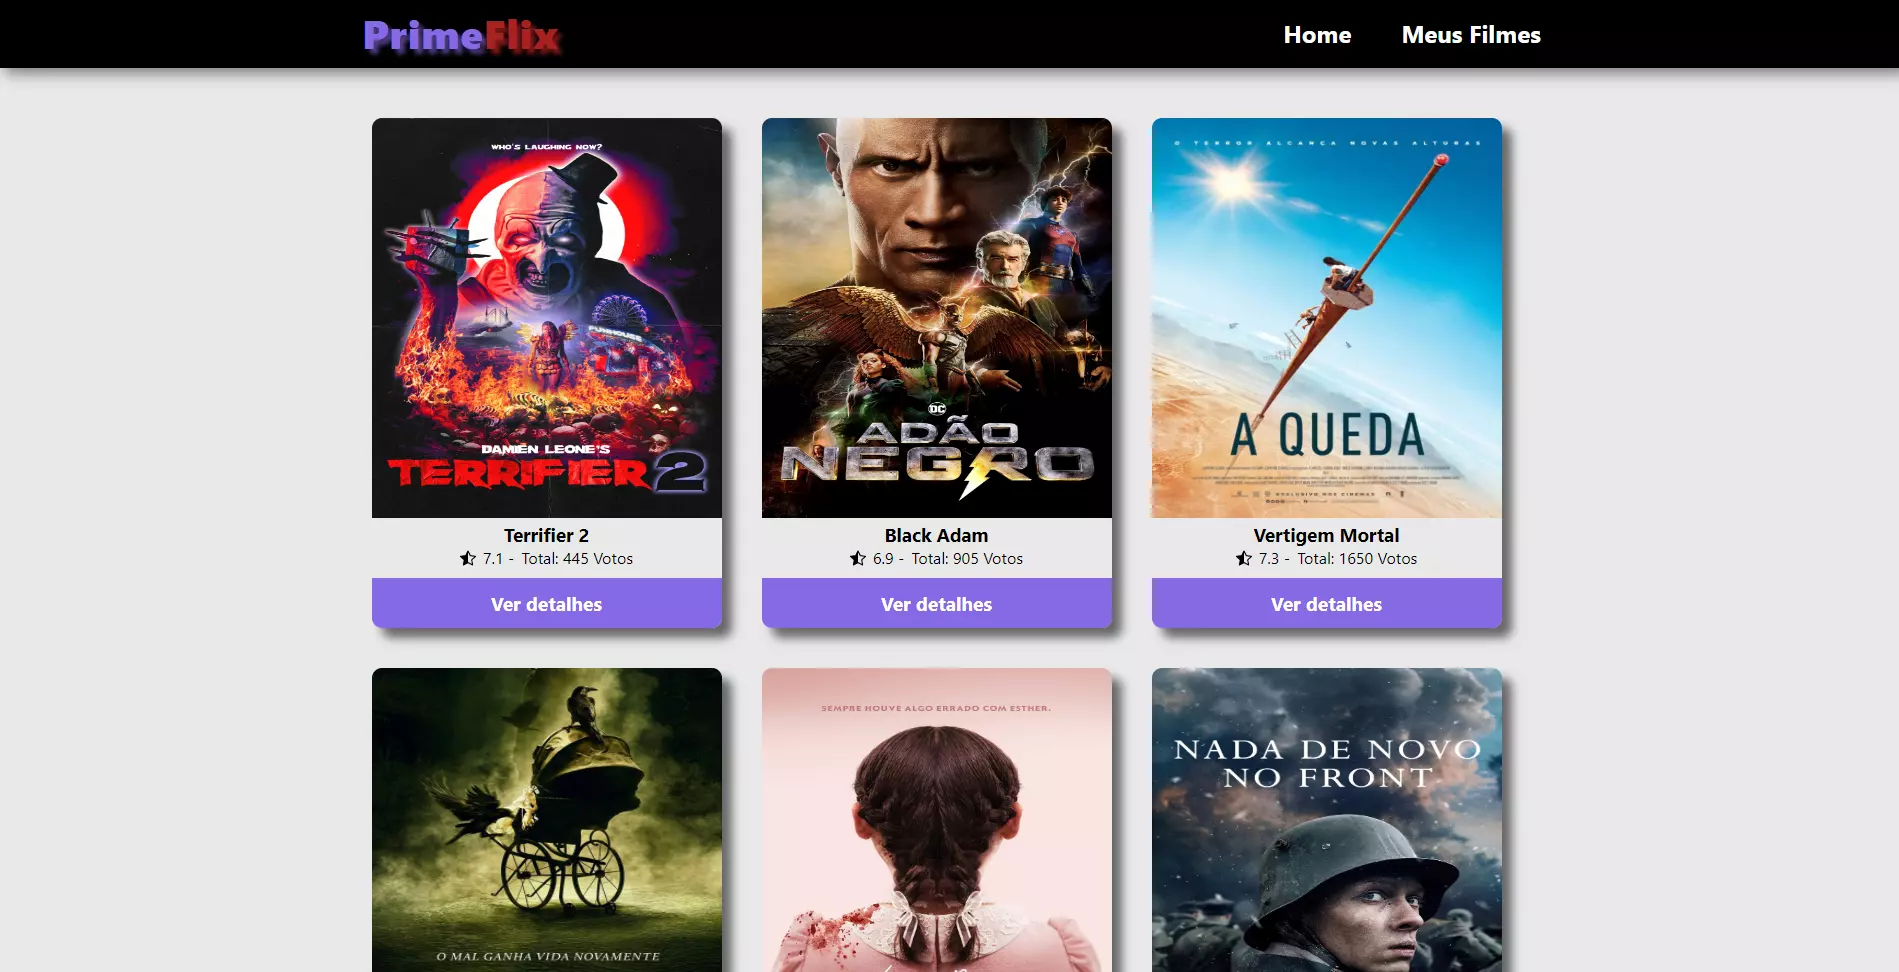 PrimeFlix
Home
Meus Filmes
WHO'S LAUGHING NOW?
FUNHOUSE
DAMIEN LEONE'S
TERRIFIER 2
Terrifier 2
7.1 - Total: 445 Votos
Ver detalhes
DC
ADÃO
NEGRO
Black Adam
6.9 - Total: 905 Votos
Ver detalhes
O TERROR ALCANÇA NOVAS ALTURAS
A QUEDA
EXCLUSIVO NOS CINEMAS
Vertigem Mortal
7.3 - Total: 1650 Votos
Ver detalhes
O MAL GANHA VIDA NOVAMENTE
SEMPRE HOUVE ALGO ERRADO COM ESTHER.
NADA DE NOVO
NO FRONT